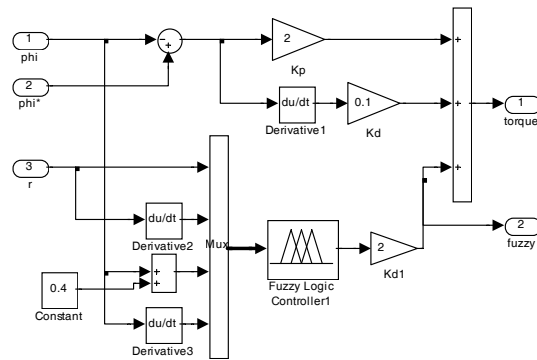 1
phi
2
phi*
3
r
− +
2
Kp
du/dt
Derivative1
0.1
Kd
+
+
+
1
torque
2
fuzzy
du/dt
Derivative2
Mux
0.4
Constant
+
+
du/dt
Derivative3
Fuzzy Logic
Controller1
2
Kd1